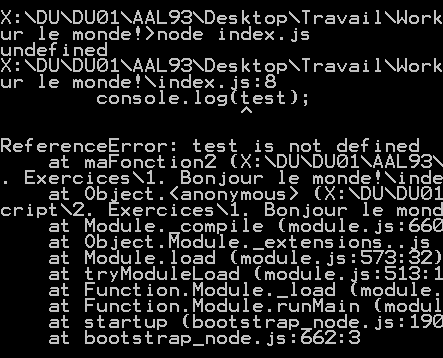 X:\DU\DU01\AAL93\Desktop\Travail\Work
ur le monde!>node index.js
undefined
X:\DU\DU01\AAL93\Desktop\Travail\Work
ur le monde!\index.js:8
console.log(test);
^
ReferenceError: test is not defined
at maFonction2 (X:\DU\DU01\AAL93\
. Exercices\1. Bonjour le monde!\inde
at Object.<anonymous> (X:\DU\DU01
cript\2. Exercices\1. Bonjour le mond
at Module._compile (module.js:660
at Object.Module._extensions..js
at Module.load (module.js:573:32)
at tryModuleLoad (module.js:513:1
at Function.Module._load (module.
at Function.Module.runMain (modul
at startup (bootstrap_node.js:190
at bootstrap_node.js:662:3